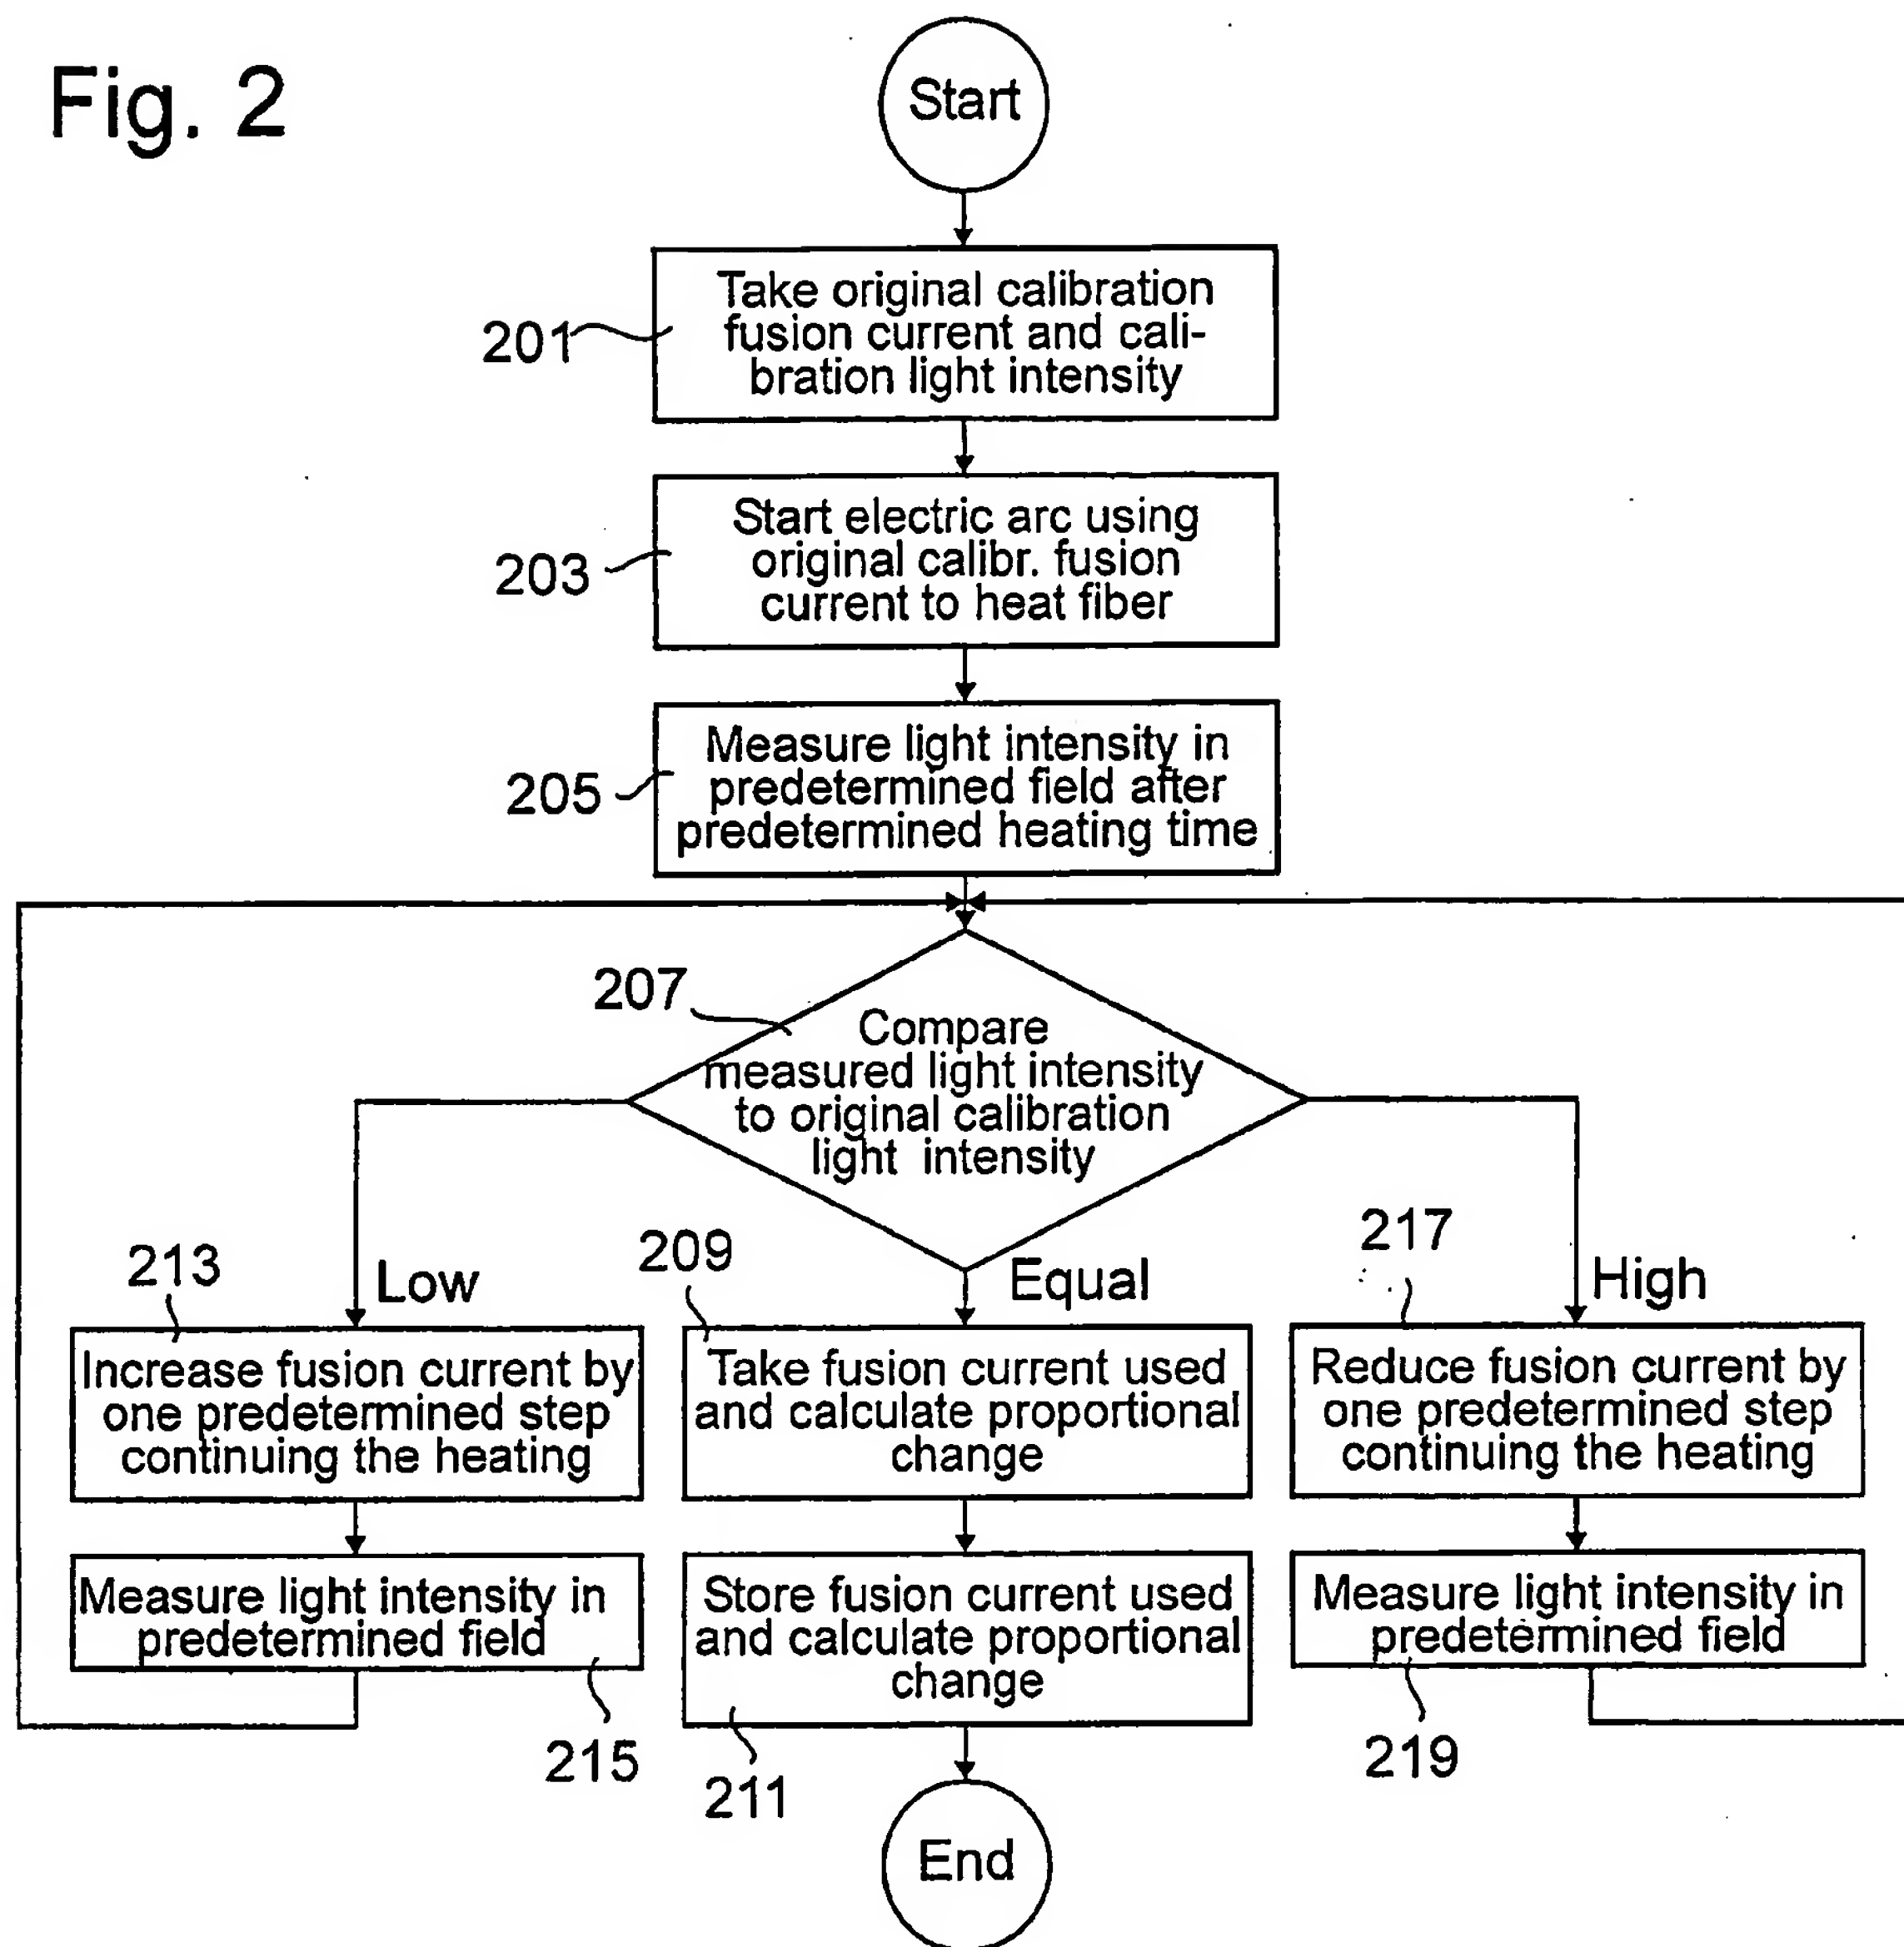 Fig. 2
Start
201
Take original calibration
fusion current and cali-
bration light intensity
203
Start electric arc using
original calibr. fusion
current to heat fiber
205
Measure light intensity in
predetermined field after
predetermined heating time
207
Compare
measured light intensity
to original calibration
light intensity
213
Low
209
Equal
217
High
Increase fusion current by
one predetermined step
continuing the heating
Take fusion current used
and calculate proportional
change
Reduce fusion current by
one predetermined step
continuing the heating
Measure light intensity in
predetermined field
215
Store fusion current used
and calculate proportional
change
211
Measure light intensity in
predetermined field
219
End